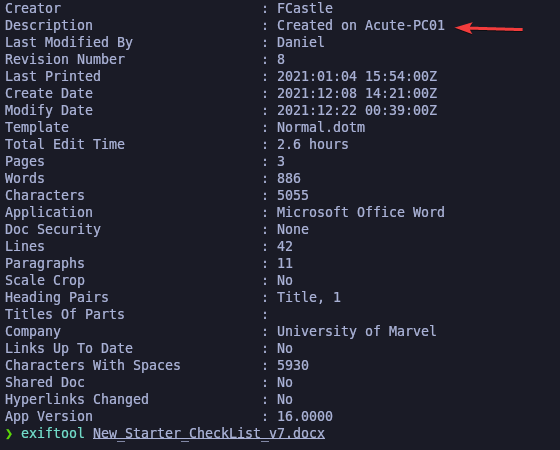 Creator : FCastle
Description : Created on Acute-PC01
Last Modified By : Daniel
Revision Number : 8
Last Printed : 2021:01:04 15:54:00Z
Create Date : 2021:12:08 14:21:00Z
Modify Date : 2021:12:22 00:39:00Z
Template : Normal.dotm
Total Edit Time : 2.6 hours
Pages : 3
Words : 886
Characters : 5055
Application : Microsoft Office Word
Doc Security : None
Lines : 42
Paragraphs : 11
Scale Crop : No
Heading Pairs : Title, 1
Titles Of Parts :
Company : University of Marvel
Links Up To Date : No
Characters With Spaces : 5930
Shared Doc : No
Hyperlinks Changed : No
App Version : 16.0000
❯ exiftool New_Starter_CheckList_v7.docx